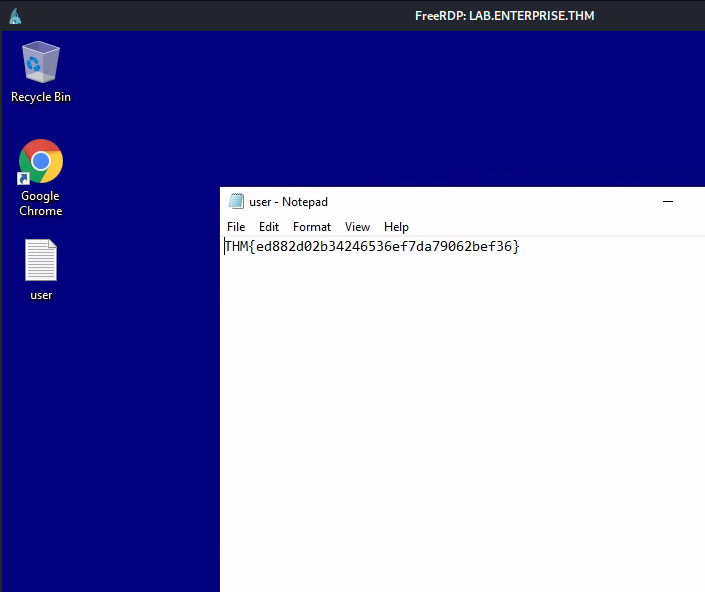 FreeRDP: LAB.ENTERPRISE.THM
Recycle Bin
Google
Chrome
user
user - Notepad
File Edit Format View Help
THM{ed882d02b34246536ef7da79062bef36}